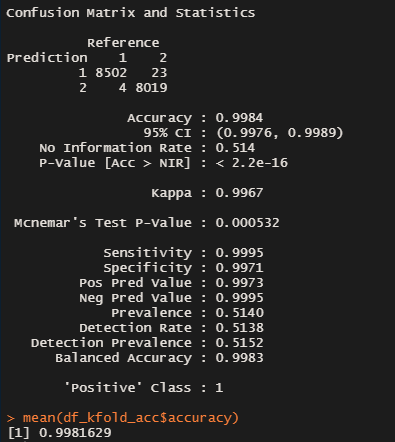 Confusion Matrix and Statistics
Reference
Prediction 1 2
1 8502 23
2 4 8019
Accuracy : 0.9984
95% CI : (0.9976, 0.9989)
No Information Rate : 0.514
P-Value [Acc > NIR] : < 2.2e-16
Kappa : 0.9967
Mcnemar's Test P-Value : 0.000532
Sensitivity : 0.9995
Specificity : 0.9971
Pos Pred Value : 0.9973
Neg Pred Value : 0.9995
Prevalence : 0.5140
Detection Rate : 0.5138
Detection Prevalence : 0.5152
Balanced Accuracy : 0.9983
'Positive' Class : 1
> mean(df_kfold_acc$accuracy)
[1] 0.9981629